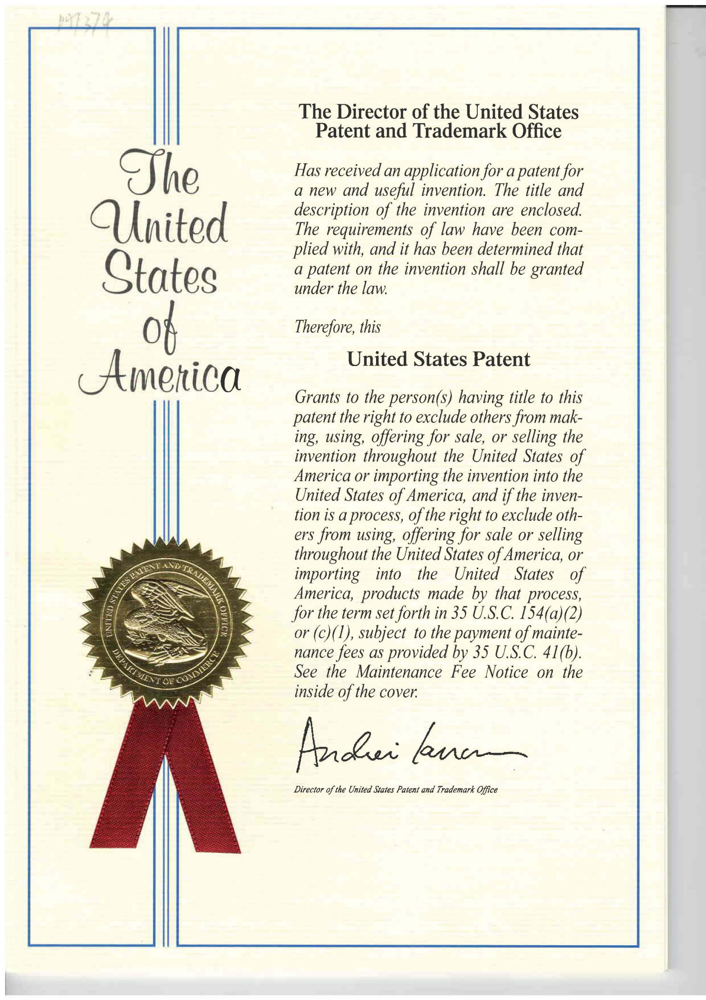 The
United
States
of
America
UNITED STATES PATENT AND TRADEMARK OFFICE
DEPARTMENT OF COMMERCE
The Director of the United States
Patent and Trademark Office
Has received an application for a patent for
a new and useful invention. The title and
description of the invention are enclosed.
The requirements of law have been com-
plied with, and it has been determined that
a patent on the invention shall be granted
under the law.
Therefore, this
United States Patent
Grants to the person(s) having title to this
patent the right to exclude others from mak-
ing, using, offering for sale, or selling the
invention throughout the United States of
America or importing the invention into the
United States of America, and if the inven-
tion is a process, of the right to exclude oth-
ers from using, offering for sale or selling
throughout the United States of America, or
importing into the United States of
America, products made by that process,
for the term set forth in 35 U.S.C. 154(a)(2)
or (c)(1), subject to the payment of mainte-
nance fees as provided by 35 U.S.C. 41(b).
See the Maintenance Fee Notice on the
inside of the cover.
Andrei
Director of the United States Patent and Trademark Office